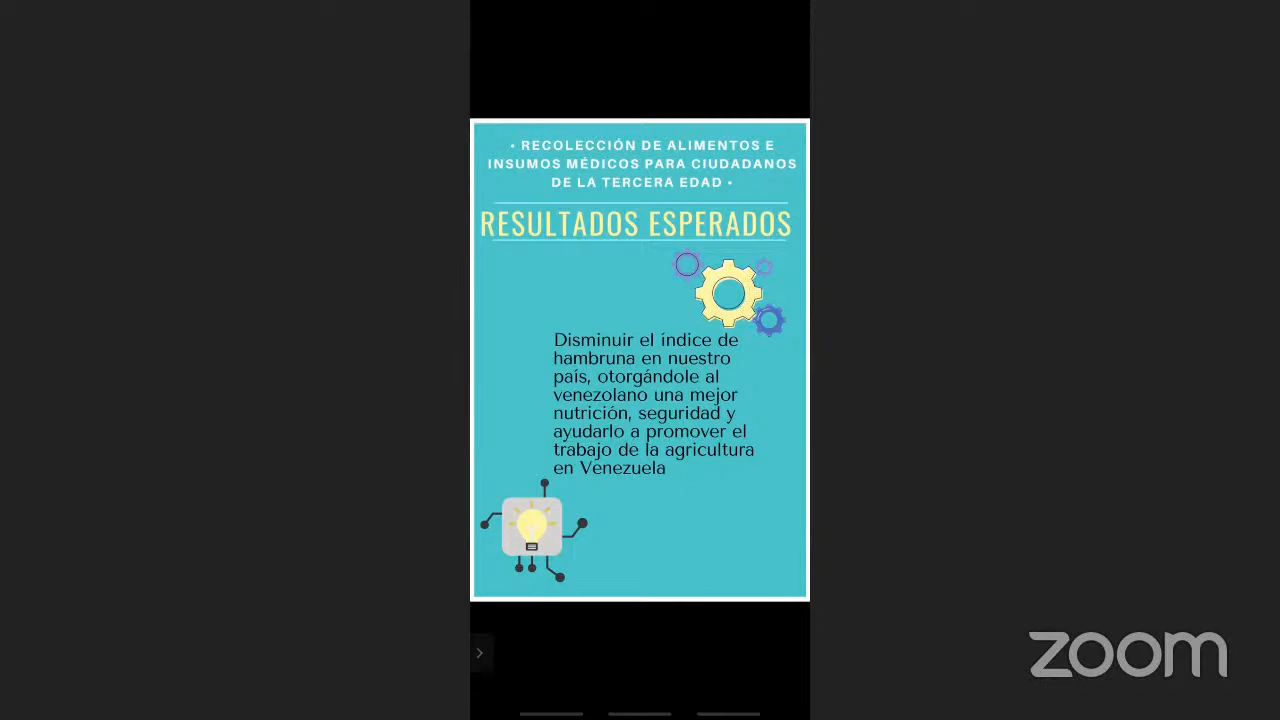 • RECOLECCIÓN DE ALIMENTOS E
INSUMOS MÉDICOS PARA CIUDADANOS
DE LA TERCERA EDAD •
RESULTADOS ESPERADOS
Disminuir el índice de
hambruna en nuestro
país, otorgándole al
venezolano una mejor
nutrición, seguridad y
ayudarlo a promover el
trabajo de la agricultura
en Venezuela
zoom